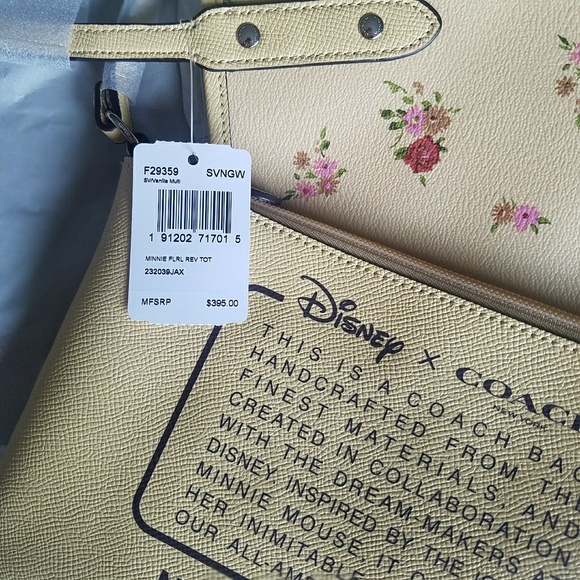 F29359 SVNGW
SV/Vanilla Multi
1 91202 71701 5
MINNIE FLRL REV TOT
232039JAX
MFSRP $395.00
Disney x COACH
NEW YORK
THIS IS A COACH BAG
HANDCRAFTED FROM THE
FINEST MATERIALS, AND
CREATED IN COLLABORATION
WITH THE DREAM-MAKERS
DISNEY. INSPIRED BY THE
MINNIE MOUSE, IT
HER INIMITABLE
OUR ALL-AM